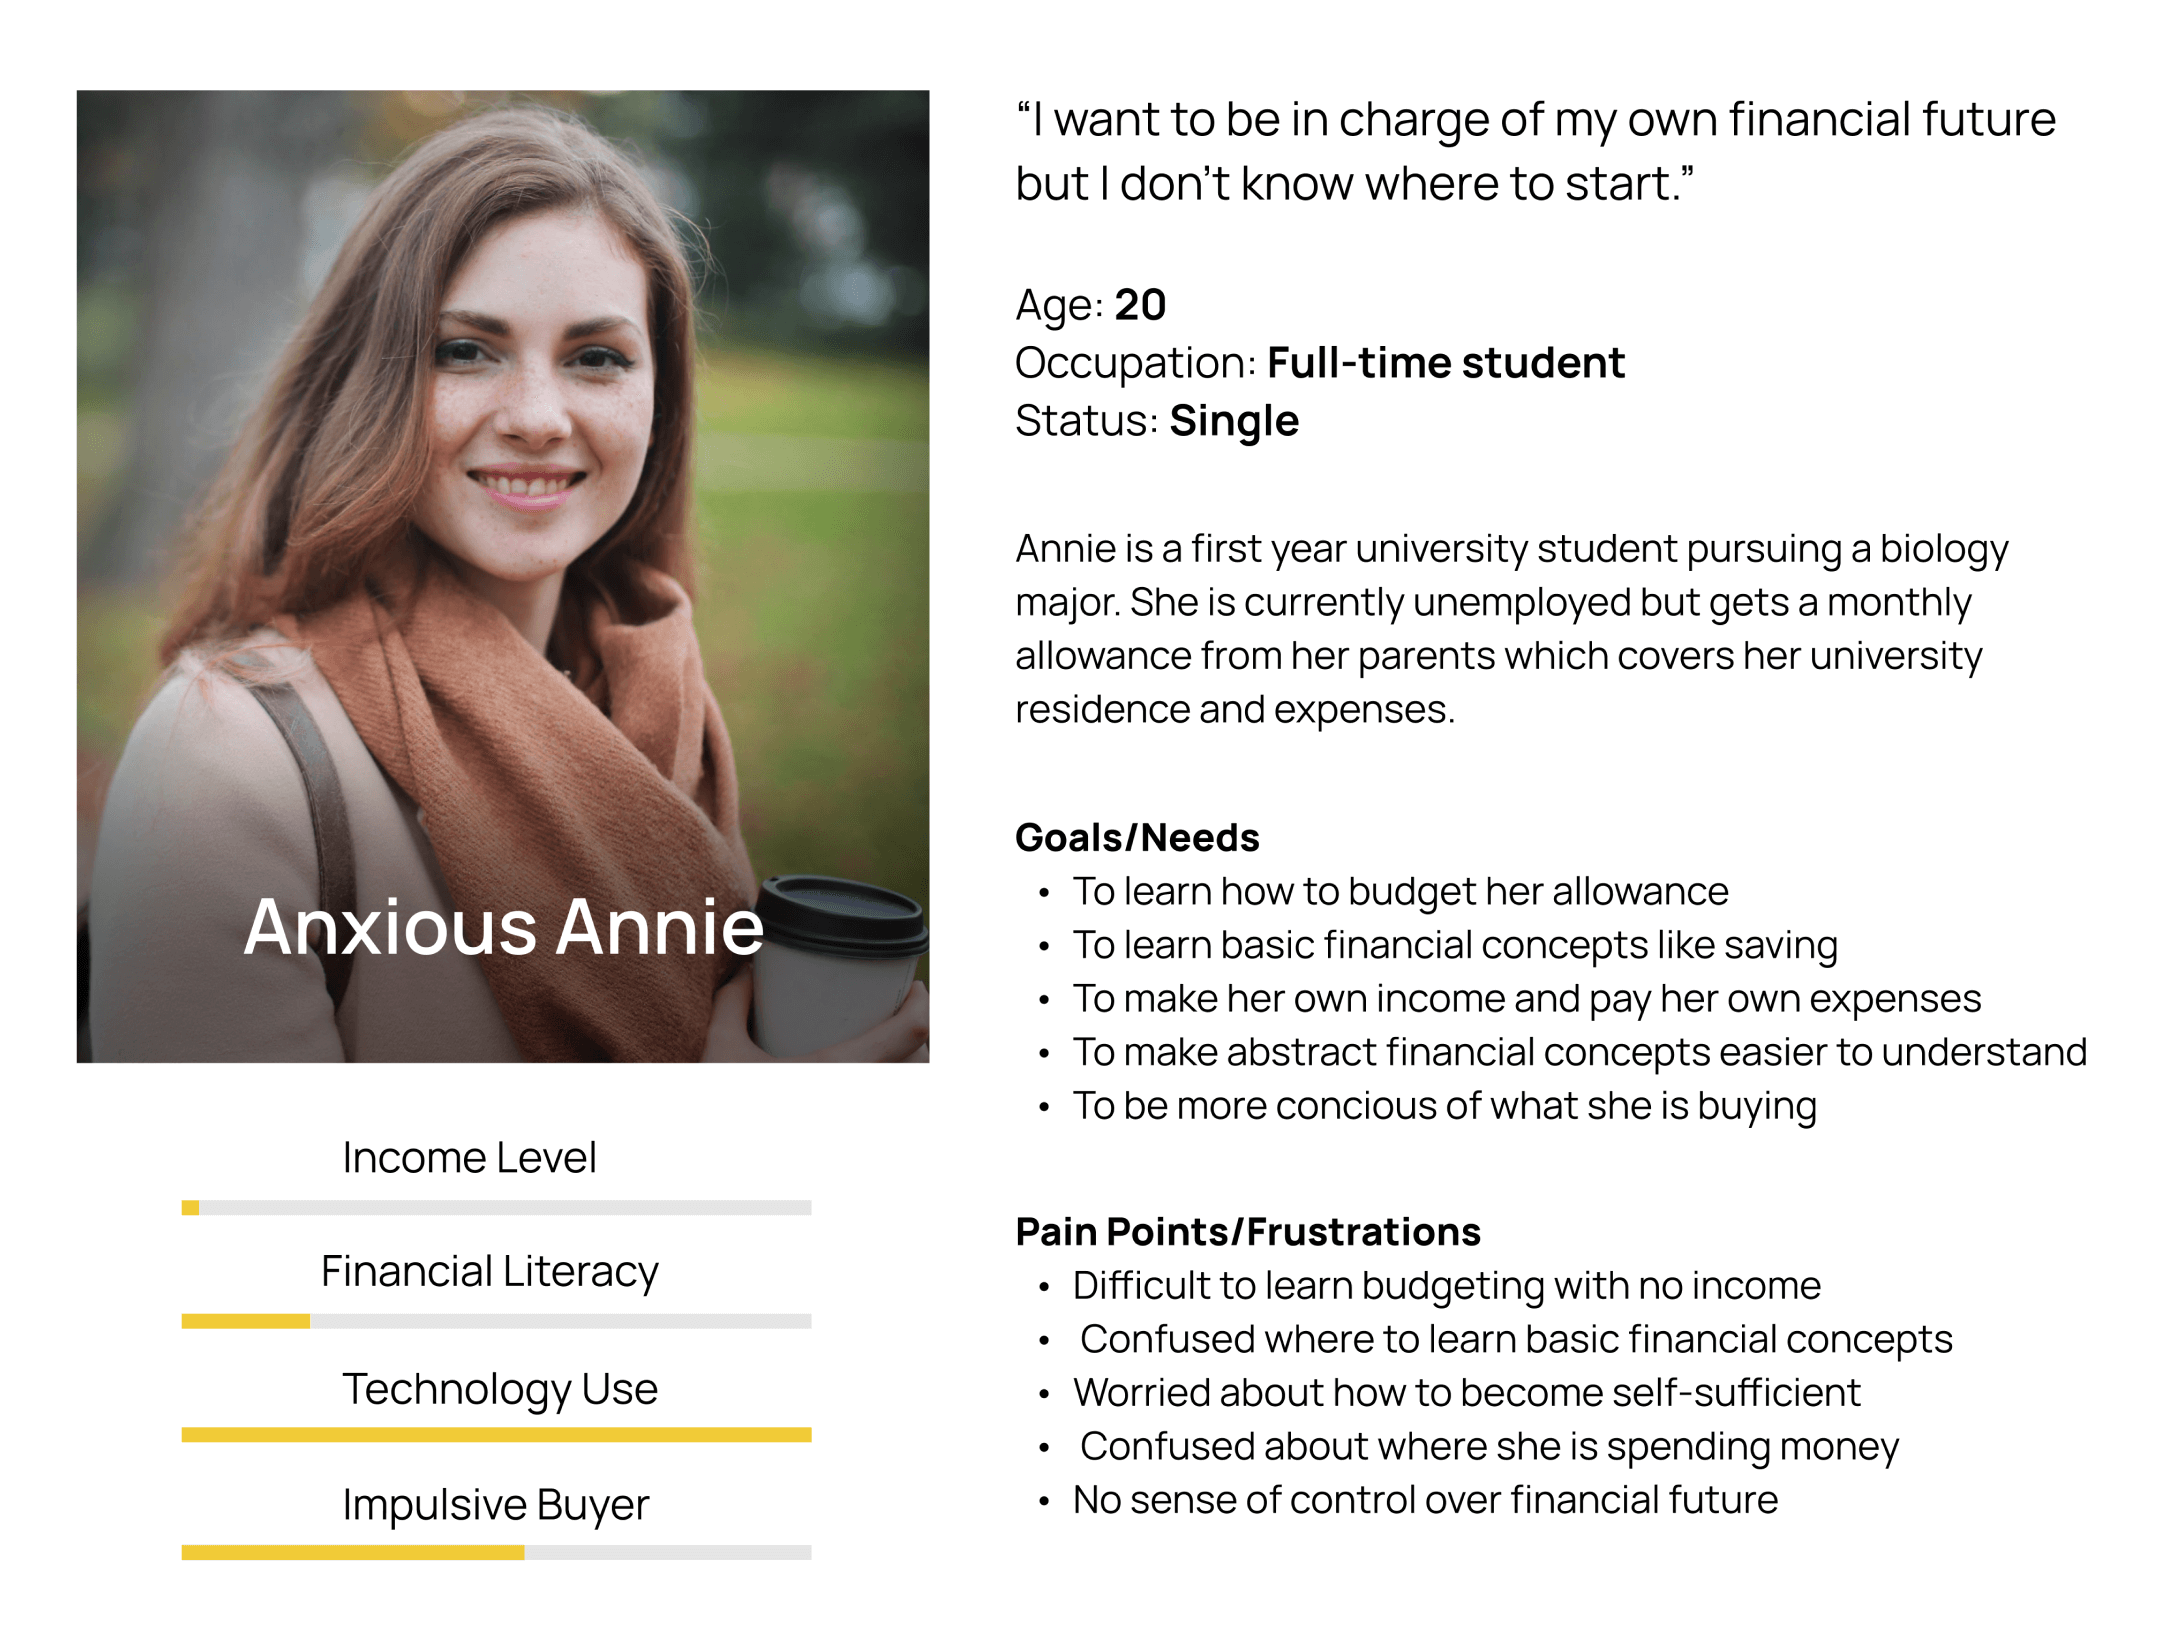 “I want to be in charge of my own financial future
but I don’t know where to start.”
Age: 20
Occupation: Full-time student
Status: Single
Annie is a first year university student pursuing a biology
major. She is currently unemployed but gets a monthly
allowance from her parents which covers her university
residence and expenses.
Goals/Needs
• To learn how to budget her allowance
• To learn basic financial concepts like saving
• To make her own income and pay her own expenses
• To make abstract financial concepts easier to understand
• To be more concious of what she is buying
Pain Points/Frustrations
• Difficult to learn budgeting with no income
• Confused where to learn basic financial concepts
• Worried about how to become self-sufficient
• Confused about where she is spending money
• No sense of control over financial future
Anxious Annie
Income Level
Financial Literacy
Technology Use
Impulsive Buyer